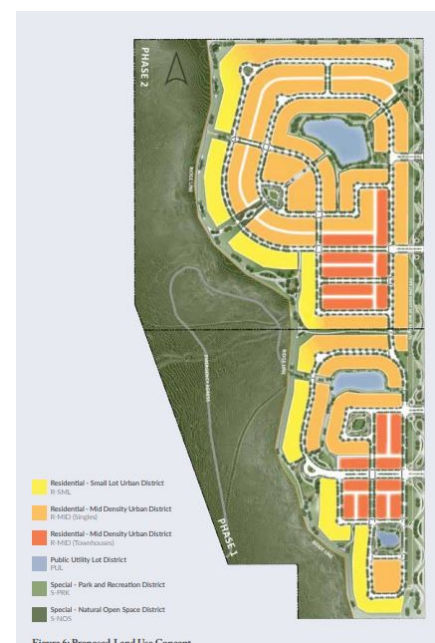 PHASE 2
EMERGENCY ACCESS
PHASE 1
Residential - Small Lot Urban District
R-SML
Residential - Mid Density Urban District
R-MID (Singles)
Residential - Mid Density Urban District
R-MID (Townhouses)
Public Utility Lot District
PUL
Special - Park and Recreation District
S-PRK
Special - Natural Open Space District
S-NOS
Figure 6: Proposed Land Use Concept